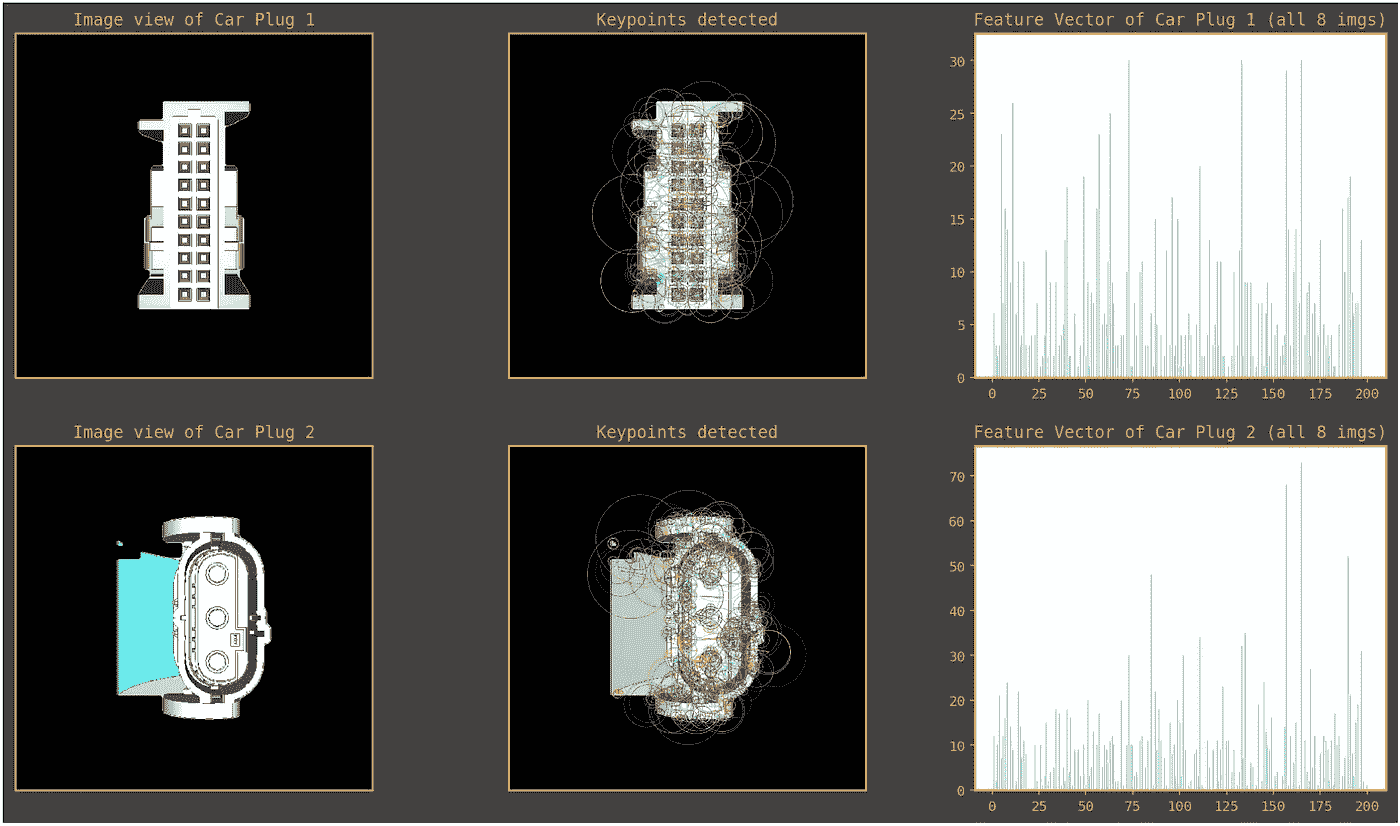 Image view of Car Plug 1
Keypoints detected
Feature Vector of Car Plug 1 (all 8 imgs)
30
25
20
15
10
5
0
0 25 50 75 100 125 150 175 200
Image view of Car Plug 2
Keypoints detected
Feature Vector of Car Plug 2 (all 8 imgs)
70
60
50
40
30
20
10
0
0 25 50 75 100 125 150 175 200